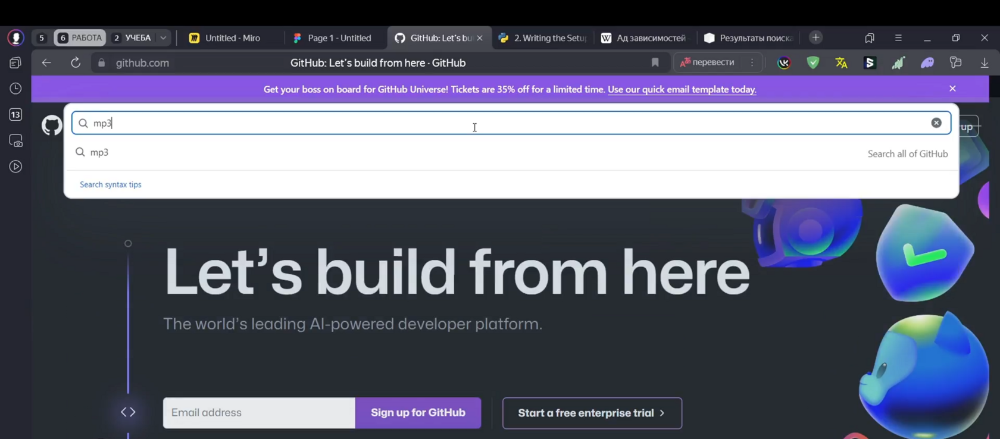 5
6 РАБОТА
2 УЧЕБА
Untitled - Miro
Page 1 - Untitled
GitHub: Let's bui
2. Writing the Setu
Ад зависимостей
Результаты поиска
github.com
GitHub: Let's build from here · GitHub
перевести
13
Get your boss on board for GitHub Universe! Tickets are 35% off for a limited time. Use our quick email template today.
mp3
up
mp3
Search all of GitHub
Search syntax tips
Let's build from here
The world's leading AI-powered developer platform.
Email address
Sign up for GitHub
Start a free enterprise trial